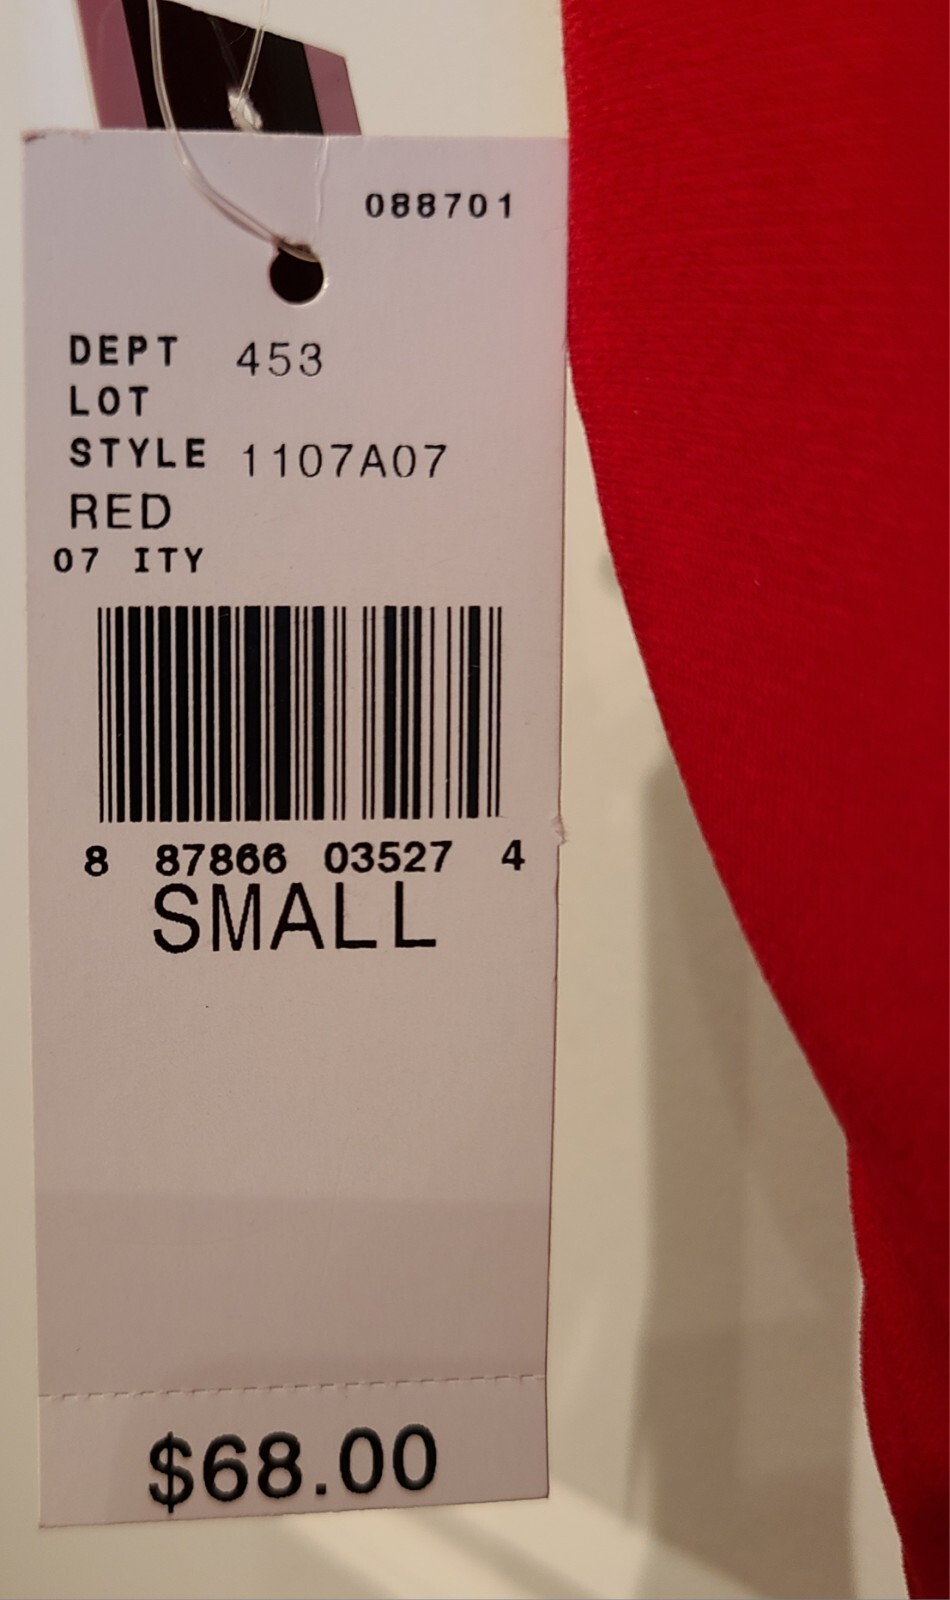 088701
DEPT 453
LOT
STYLE 1107A07
RED
07 ITY
8 87866 03527 4
SMALL
$68.00